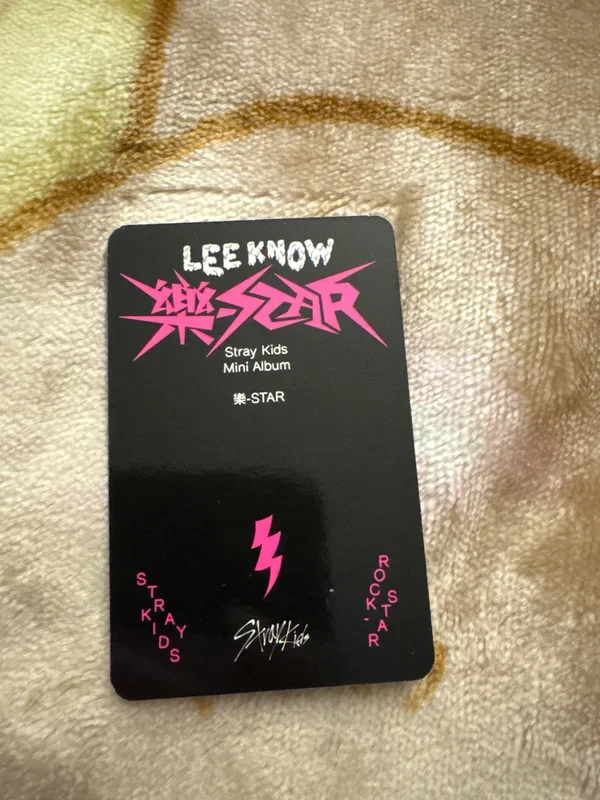 LEE KNOW
樂-STAR
Stray Kids
Mini Album
樂-STAR
STRAY
KIDS
Stray Kids
ROCK.
STAR